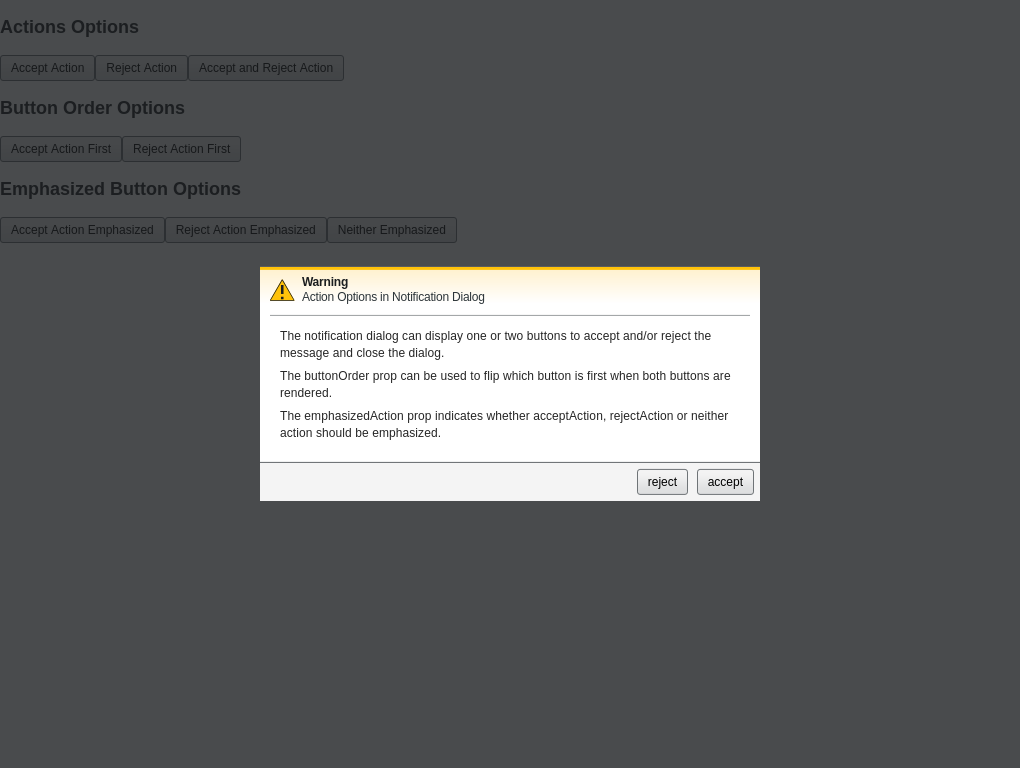 Actions Options
Accept Action Reject Action Accept and Reject Action
Button Order Options
Accept Action First Reject Action First
Emphasized Button Options
Accept Action Emphasized Reject Action Emphasized Neither Emphasized
Warning
Action Options in Notification Dialog
The notification dialog can display one or two buttons to accept and/or reject the
message and close the dialog.
The buttonOrder prop can be used to flip which button is first when both buttons are
rendered.
The emphasizedAction prop indicates whether acceptAction, rejectAction or neither
action should be emphasized.
reject accept